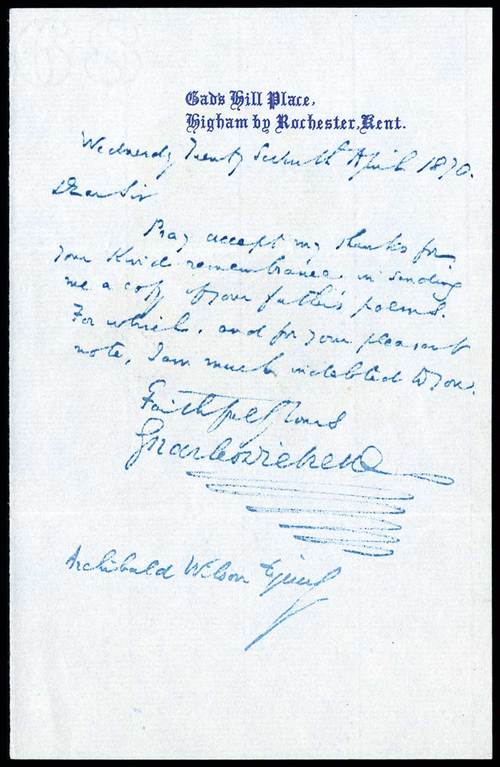 Gad's Hill Place,
Higham by Rochester, Kent.
Wednesday Twenty Seventh April 1870.
Dear Sir
Pray accept my thanks for
your kind remembrance in sending
me a copy of your father's poems.
For which, and for your pleasant
note, I am much indebted to you.
Faithfully Yours
Charles Dickens
Archibald Wilson Esquire